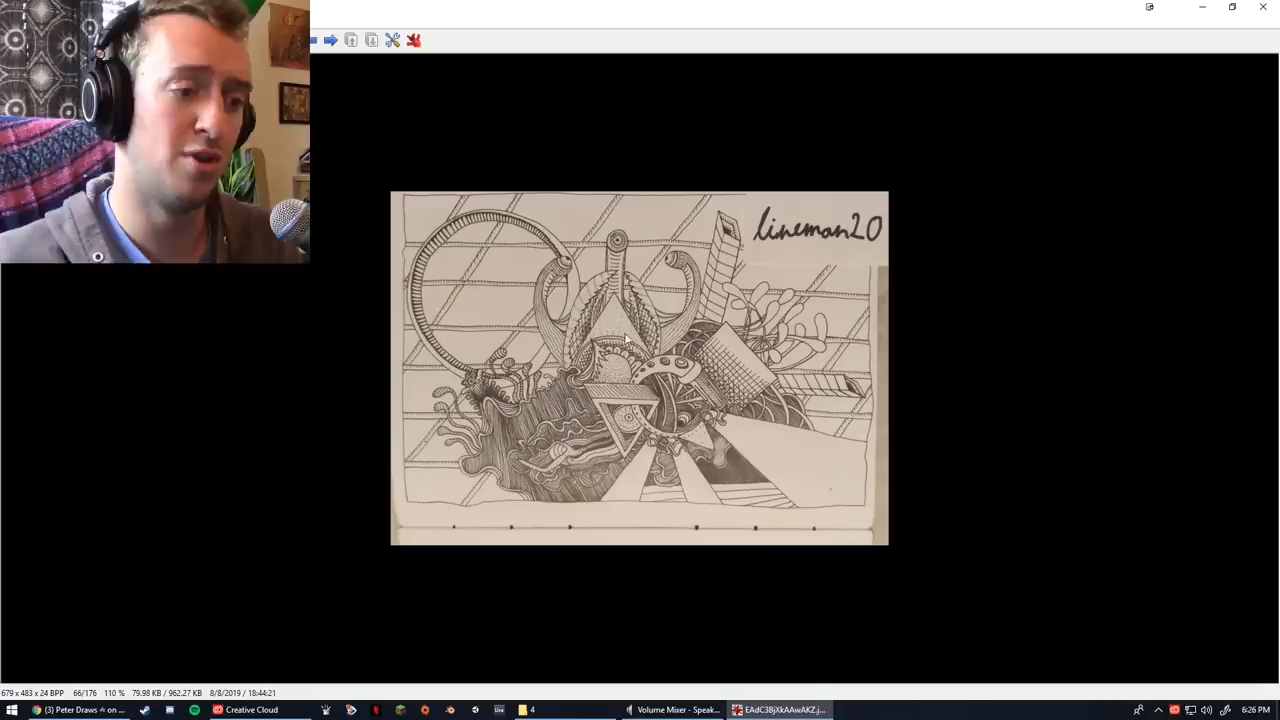 lineman20
679 x 483 x 24 BPP 66/176 110 % 79.98 KB / 962.27 KB 8/8/2019 / 18:44:21
(3) Peter Draws on ...
Creative Cloud
4
Volume Mixer - Speak...
EAdC3BjXkAAwAKZ.j...
6:26 PM